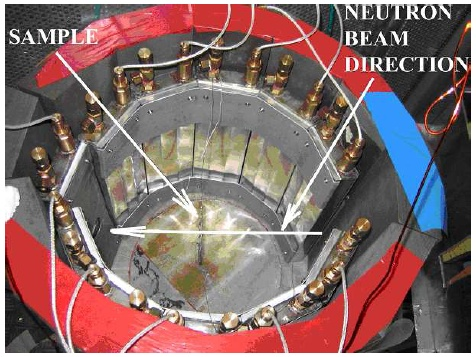 SAMPLE
NEUTRON
BEAM
DIRECTION